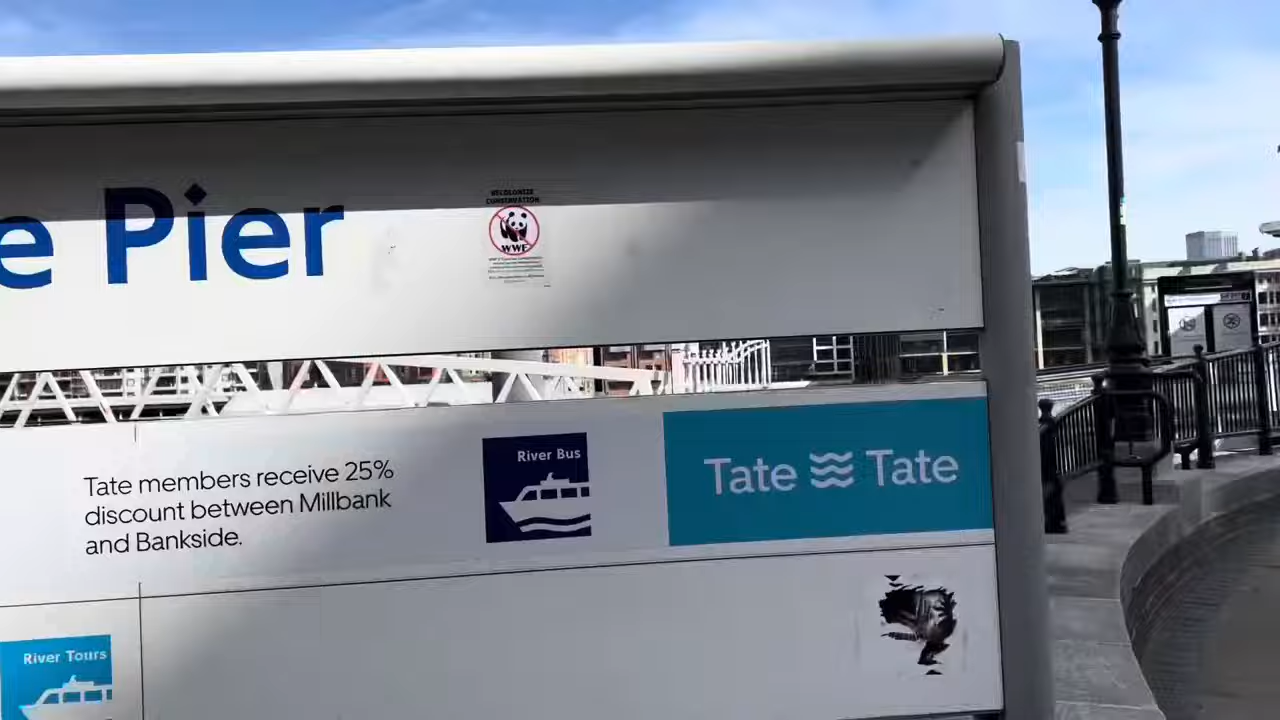 e Pier
DECOLONIZE
CONSERVATION
WWF
Tate members receive 25%
discount between Millbank
and Bankside.
River Bus
Tate Tate
River Tours